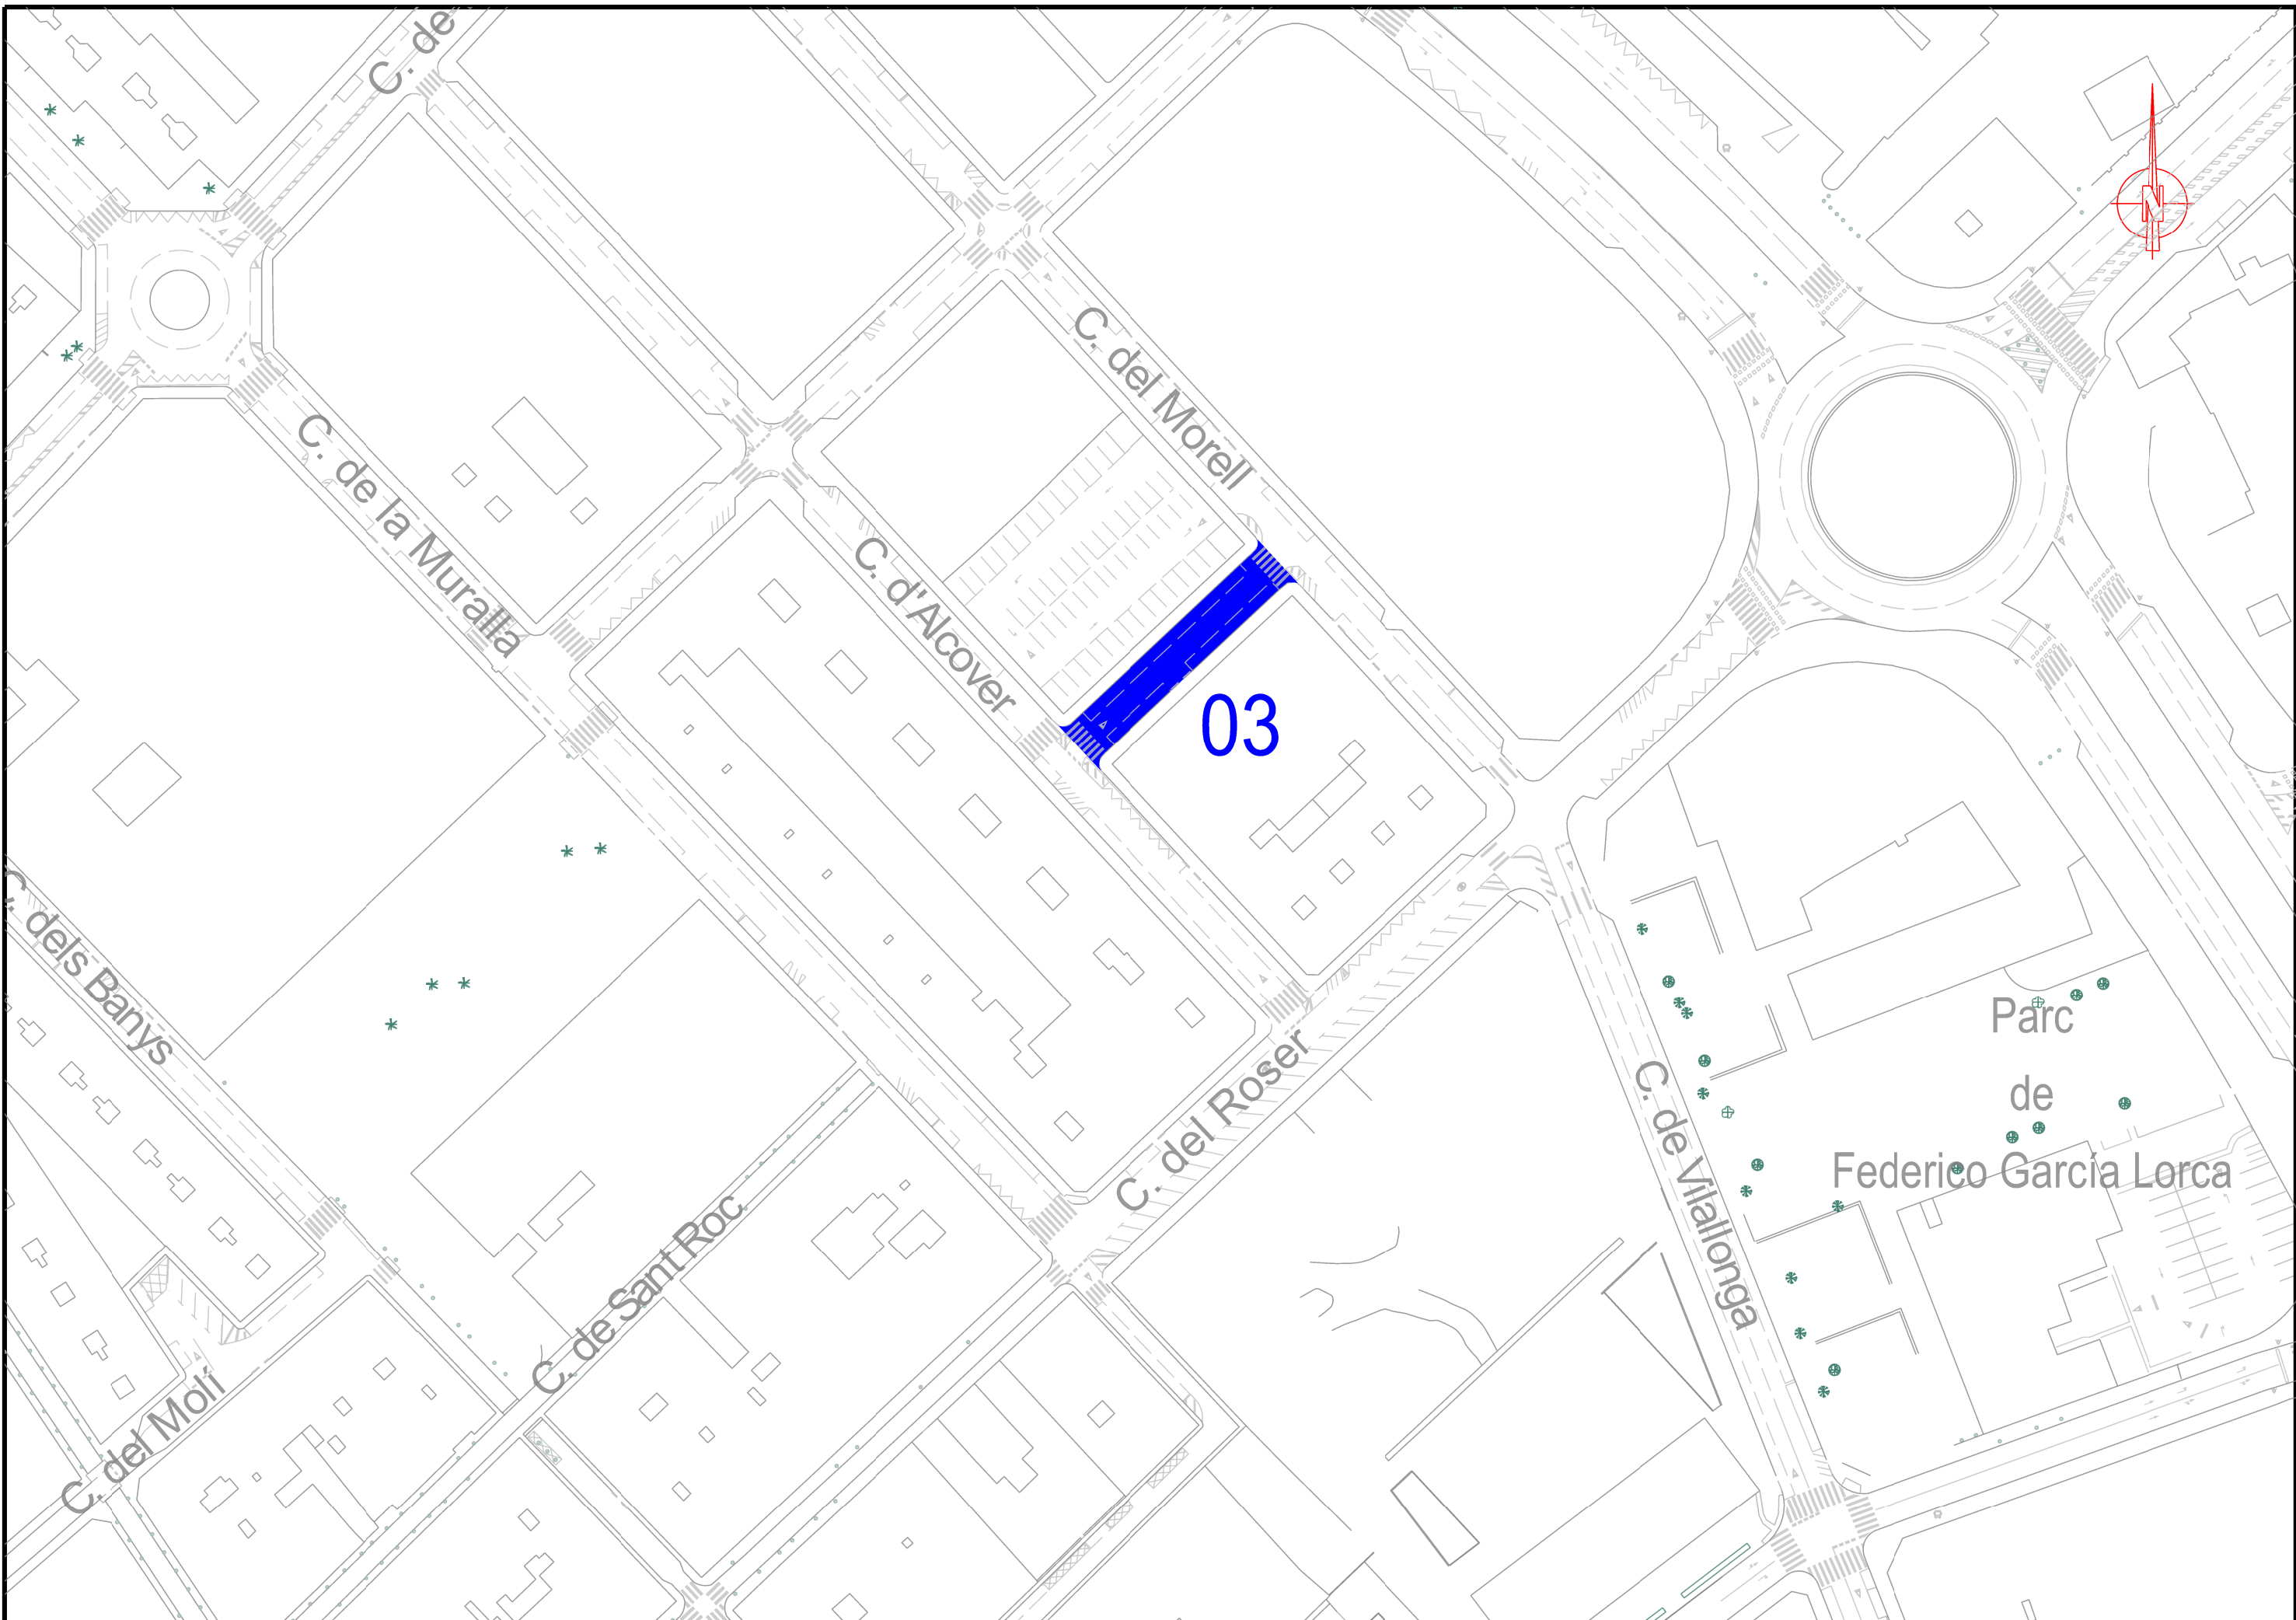 C. de
N
C. del Morell
C. de la Muralla
C. d'Alcover
03
C. dels Banys
Parc
de
Federico García Lorca
C. del Roser
C. de Vilallonga
C. de Sant Roc
C. del Molí